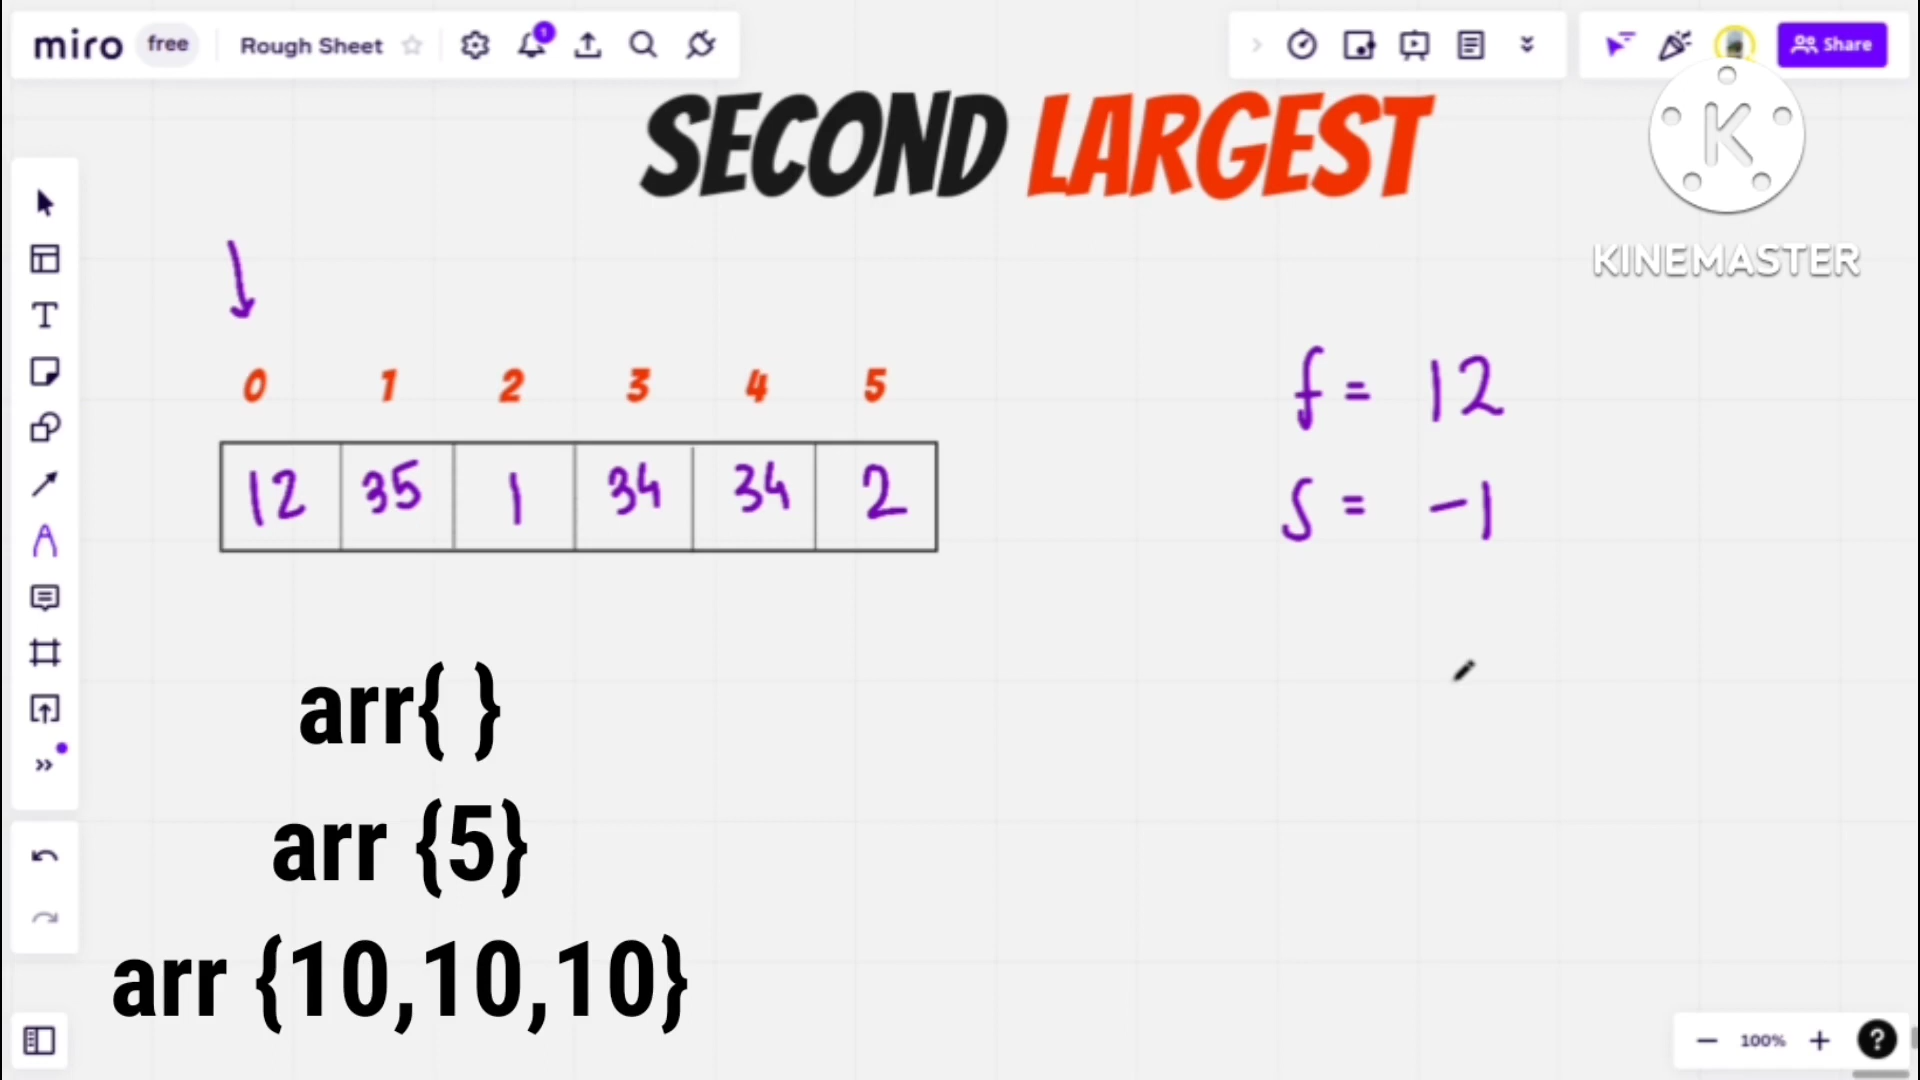 miro free Rough Sheet 1 Share
SECOND LARGEST
K
KINEMASTER
0 1 2 3 4 5
12 35 1 34 34 2
f = 12
S = -1
arr{ }
arr {5}
arr {10,10,10}
100%